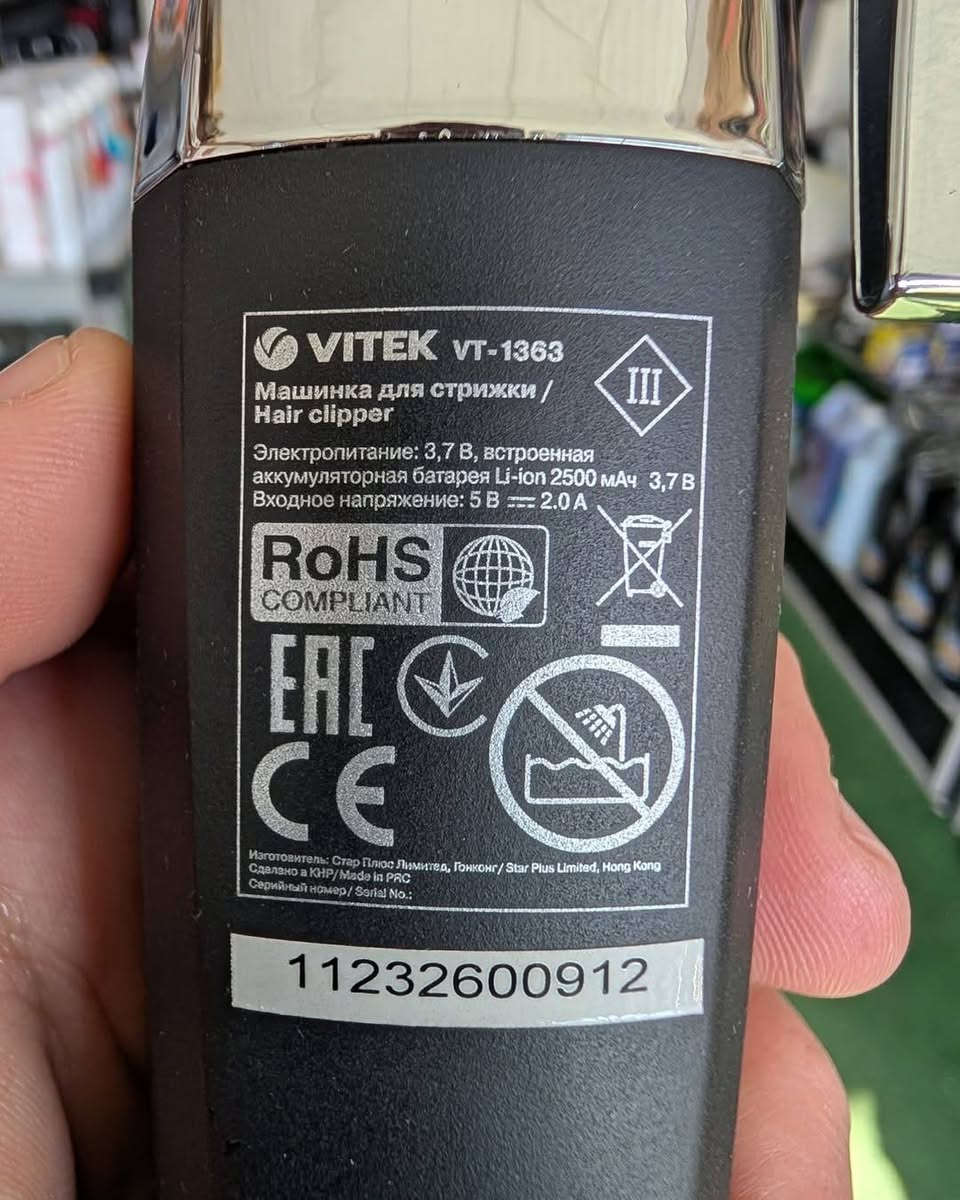 VITEK VT-1363
III
Машинка для стрижки /
Hair clipper
Электропитание: 3,7 В, встроенная
аккумуляторная батарея Li-ion 2500 мАч 3,7 В
Входное напряжение: 5 В ⎓ 2.0 А
RoHS
COMPLIANT
EAC
CE
Изготовитель: Стар Плюс Лимитед, Гонконг/ Star Plus Limited, Hong Kong
Сделано в КНР/Made in PRC
Серийный номер/ Serial No.:
11232600912